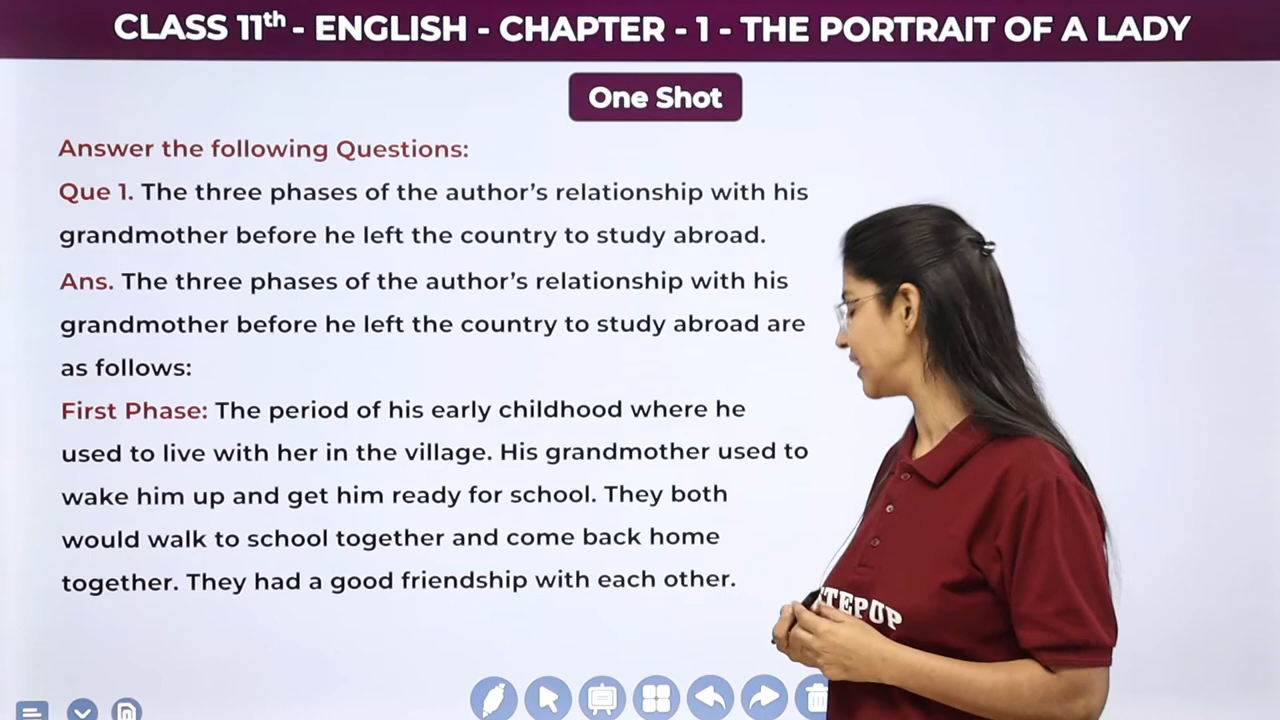 CLASS 11th - ENGLISH - CHAPTER - 1 - THE PORTRAIT OF A LADY
One Shot
Answer the following Questions:
Que 1. The three phases of the author's relationship with his
grandmother before he left the country to study abroad.
Ans. The three phases of the author's relationship with his
grandmother before he left the country to study abroad are
as follows:
First Phase: The period of his early childhood where he
used to live with her in the village. His grandmother used to
wake him up and get him ready for school. They both
would walk to school together and come back home
together. They had a good friendship with each other.